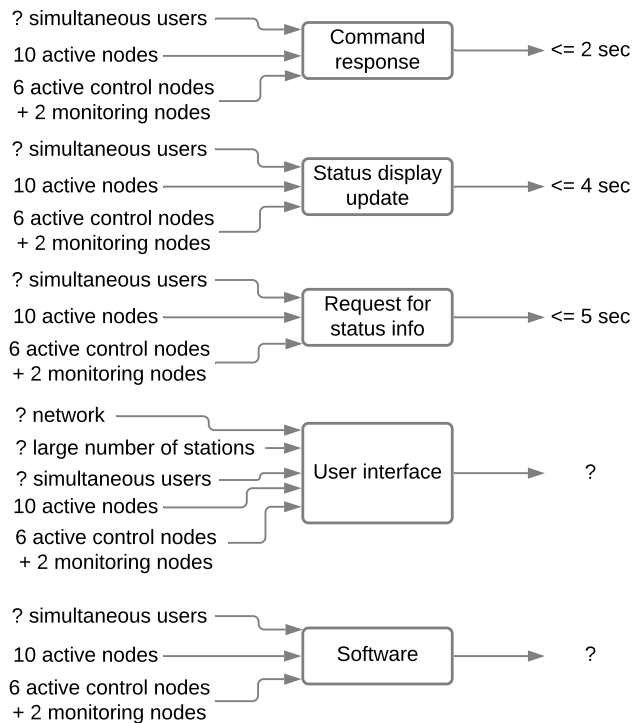 ? simultaneous users
10 active nodes
6 active control nodes
+ 2 monitoring nodes
Command
response
<= 2 sec
? simultaneous users
10 active nodes
6 active control nodes
+ 2 monitoring nodes
Status display
update
<= 4 sec
? simultaneous users
10 active nodes
6 active control nodes
+ 2 monitoring nodes
Request for
status info
<= 5 sec
? network
? large number of stations
? simultaneous users
10 active nodes
6 active control nodes
+ 2 monitoring nodes
User interface
?
? simultaneous users
10 active nodes
6 active control nodes
+ 2 monitoring nodes
Software
?